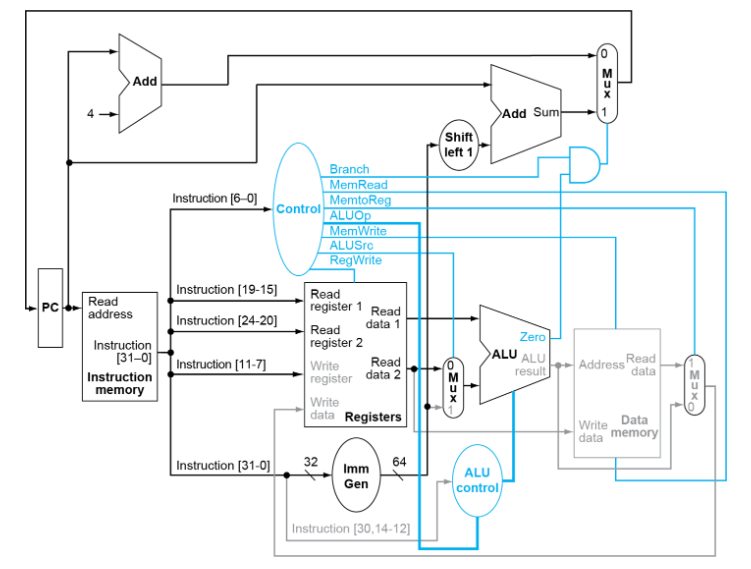 Add
4
0
M
u
x
1
Add Sum
Shift
left 1
Branch
MemRead
MemtoReg
ALUOp
MemWrite
ALUSrc
RegWrite
Control
Instruction [6–0]
PC
Read
address
Instruction
[31–0]
Instruction
memory
Instruction [19-15]
Instruction [24-20]
Instruction [11-7]
Instruction [31-0]
Read
register 1
Read
register 2
Write
register
Write
data
Read
data 1
Read
data 2
Registers
0
M
u
x
1
ALU
Zero
ALU
result
Address
Read
data
Write
data
Data
memory
1
M
u
x
0
32
Imm
Gen
64
ALU
control
Instruction [30,14-12]